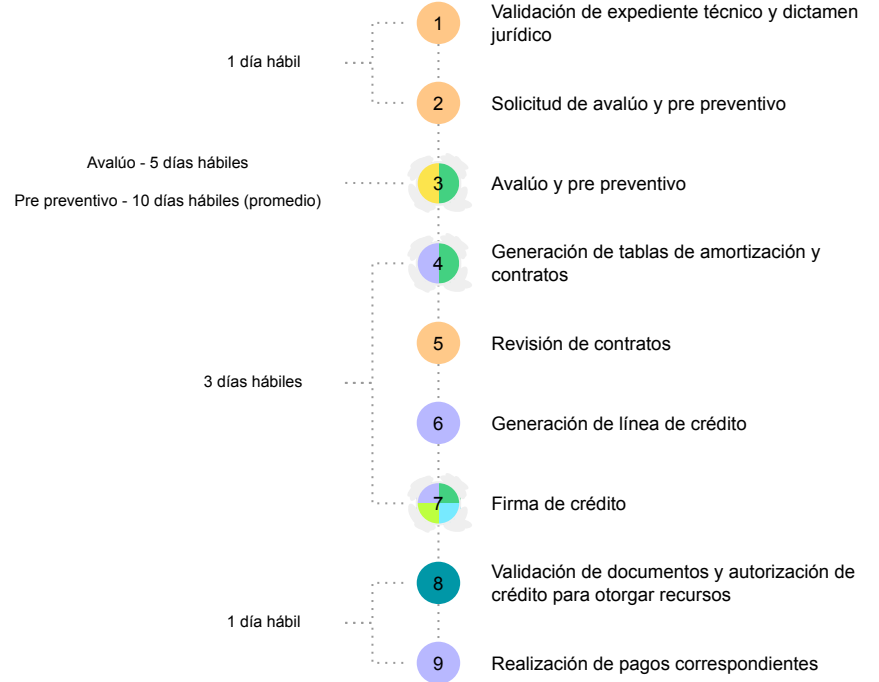 1
Validación de expediente técnico y dictamen
jurídico
1 día hábil
2
Solicitud de avalúo y pre preventivo
Avalúo - 5 días hábiles
Pre preventivo - 10 días hábiles (promedio)
3
Avalúo y pre preventivo
4
Generación de tablas de amortización y
contratos
5
Revisión de contratos
3 días hábiles
6
Generación de línea de crédito
7
Firma de crédito
8
Validación de documentos y autorización de
crédito para otorgar recursos
1 día hábil
9
Realización de pagos correspondientes